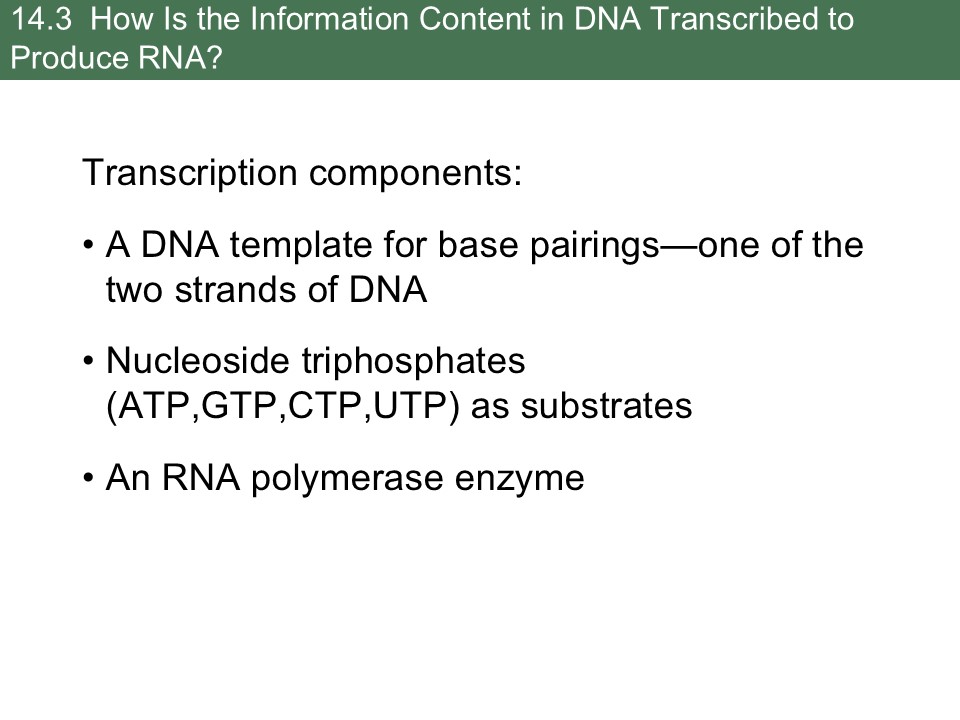 14.3  How Is the Information Content in DNA Transcribed to
Produce RNA?
Transcription components:
• A DNA template for base pairings—one of the
two strands of DNA
• Nucleoside triphosphates
(ATP,GTP,CTP,UTP) as substrates
• An RNA polymerase enzyme